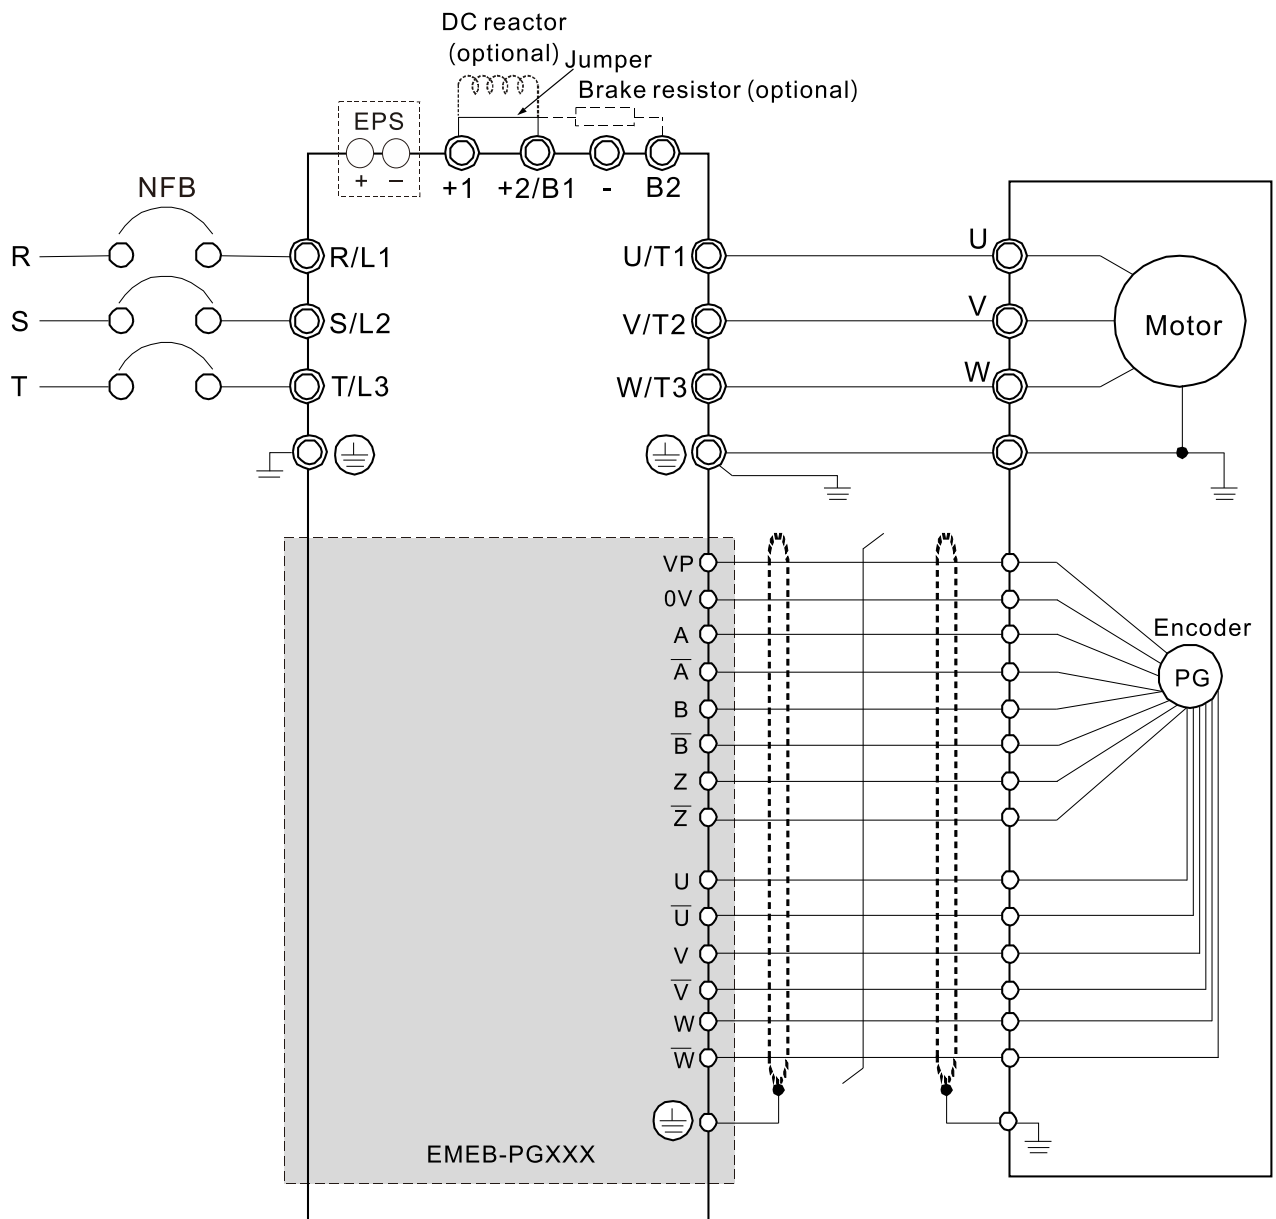 DC reactor
(optional)
Jumper
Brake resistor (optional)
EPS
+ −
+1 +2/B1 - B2
NFB
R R/L1 U/T1 U
S S/L2 V/T2 V
Motor
T T/L3 W/T3 W
VP
0V
A
Encoder
A̅
PG
B
B̅
Z
Z̅
U
U̅
V
V̅
W
W̅
EMEB-PGXXX